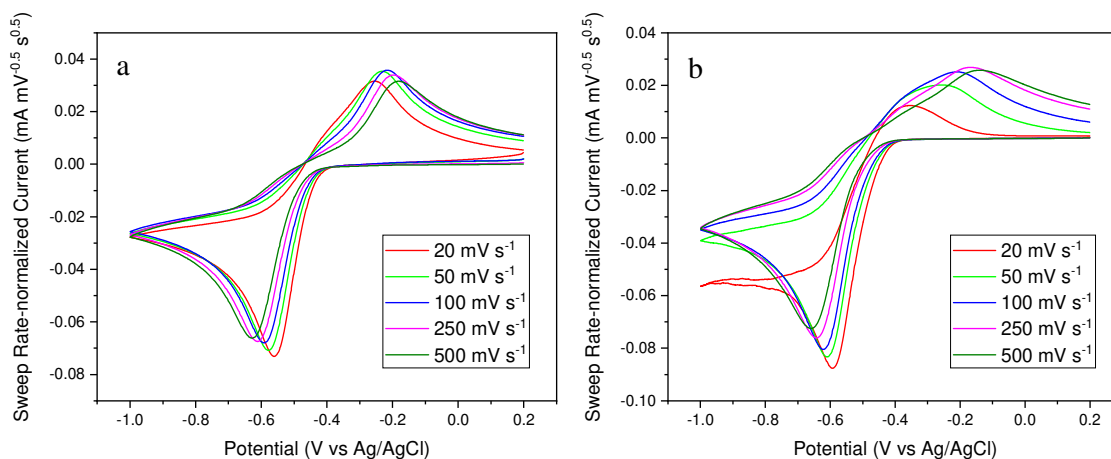 a
Sweep Rate-normalized Current (mA mV-0.5 s0.5)
0.04
0.02
0.00
-0.02
-0.04
-0.06
-0.08
-1.0 -0.8 -0.6 -0.4 -0.2 0.0 0.2
Potential (V vs Ag/AgCl)
20 mV s-1
50 mV s-1
100 mV s-1
250 mV s-1
500 mV s-1
b
Sweep Rate-normalized Current (mA mV-0.5 s0.5)
0.04
0.02
0.00
-0.02
-0.04
-0.06
-0.08
-0.10
-1.0 -0.8 -0.6 -0.4 -0.2 0.0 0.2
Potential (V vs Ag/AgCl)
20 mV s-1
50 mV s-1
100 mV s-1
250 mV s-1
500 mV s-1